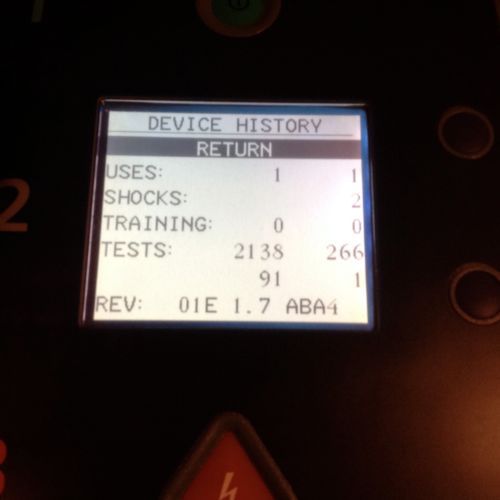 DEVICE HISTORY
RETURN
USES: 1 1
SHOCKS: 2
TRAINING: 0 0
TESTS: 2138 266
91 1
REV: 01E 1.7 ABA4
2